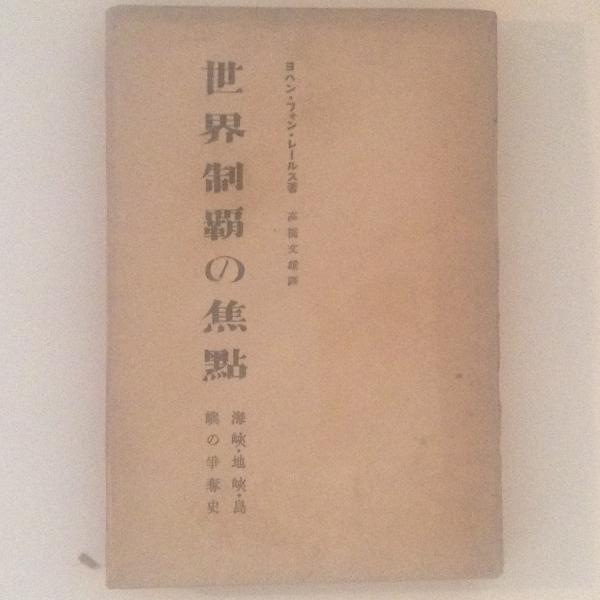 ヨハン・フォン・レールス著 高橋文雄譯
世界制覇の焦點
海峽・地峽・島
嶼の爭奪史